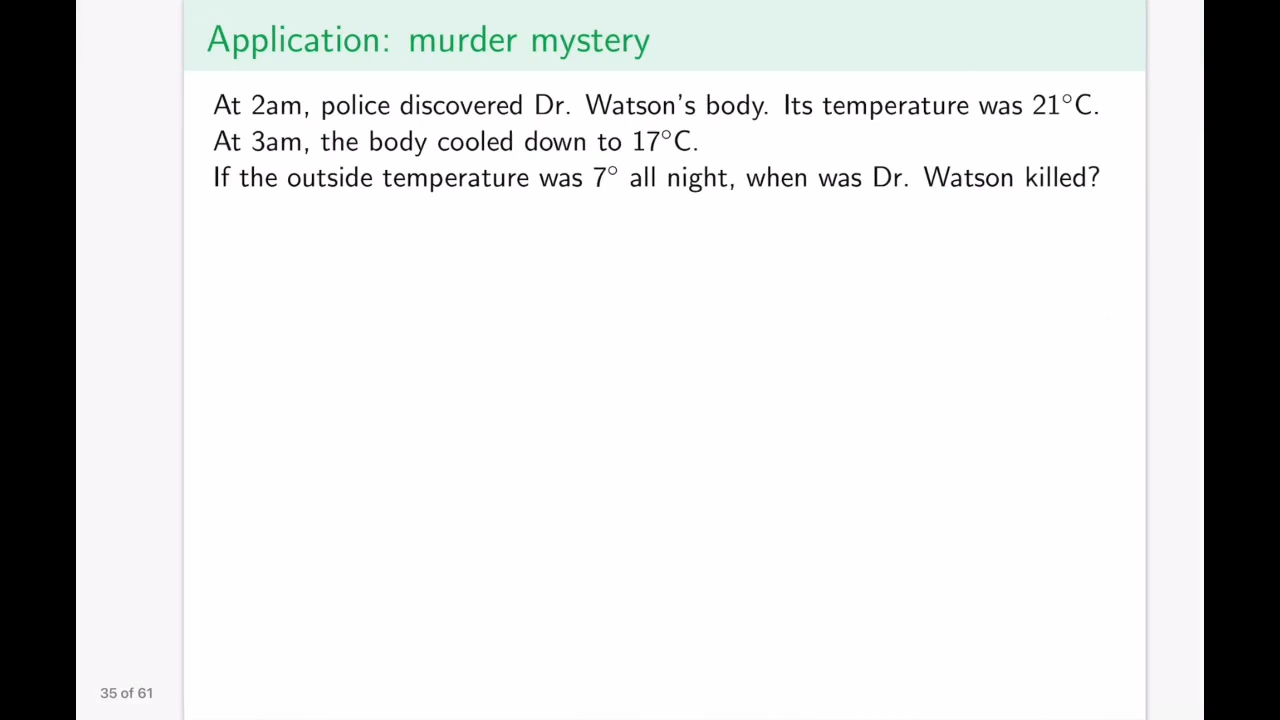 Application: murder mystery
At 2am, police discovered Dr. Watson's body. Its temperature was 21°C.
At 3am, the body cooled down to 17°C.
If the outside temperature was 7° all night, when was Dr. Watson killed?
35 of 61